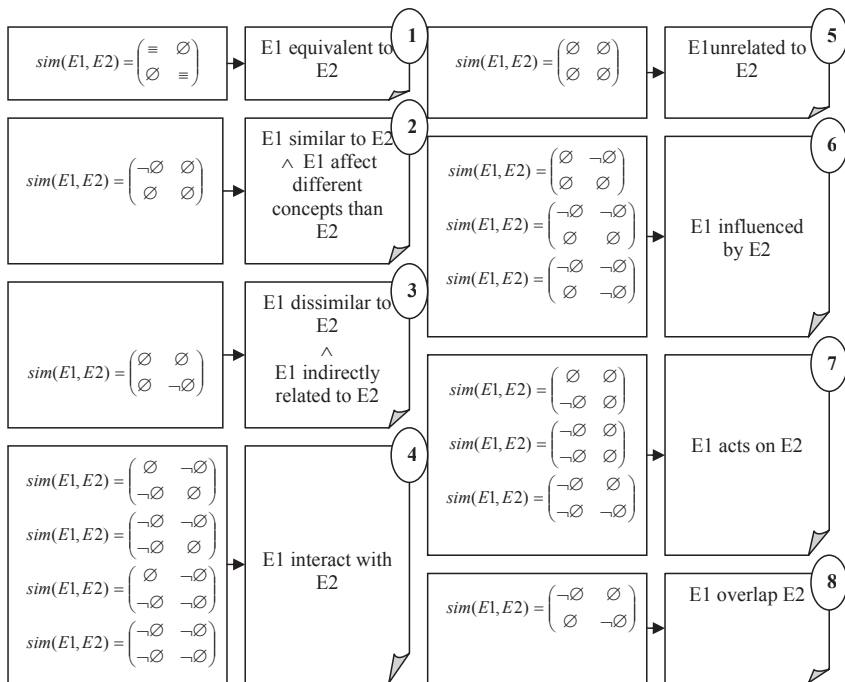 1
sim(E1, E2) = (≡ ∅
∅ ≡)
E1 equivalent to
E2
2
sim(E1, E2) = (¬∅ ∅
∅ ∅)
E1 similar to E2
∧ E1 affect
different
concepts than
E2
3
sim(E1, E2) = (∅ ∅
∅ ¬∅)
E1 dissimilar to
E2
∧
E1 indirectly
related to E2
4
sim(E1, E2) = (∅ ¬∅
¬∅ ∅)
sim(E1, E2) = (¬∅ ¬∅
¬∅ ∅)
sim(E1, E2) = (∅ ¬∅
¬∅ ¬∅)
sim(E1, E2) = (¬∅ ¬∅
¬∅ ¬∅)
E1 interact with
E2
5
sim(E1, E2) = (∅ ∅
∅ ∅)
E1unrelated to
E2
6
sim(E1, E2) = (∅ ¬∅
∅ ∅)
sim(E1, E2) = (¬∅ ¬∅
∅ ∅)
sim(E1, E2) = (¬∅ ¬∅
∅ ¬∅)
E1 influenced
by E2
7
sim(E1, E2) = (∅ ∅
¬∅ ∅)
sim(E1, E2) = (¬∅ ∅
¬∅ ∅)
sim(E1, E2) = (¬∅ ∅
¬∅ ¬∅)
E1 acts on E2
8
sim(E1, E2) = (¬∅ ∅
∅ ¬∅)
E1 overlap E2